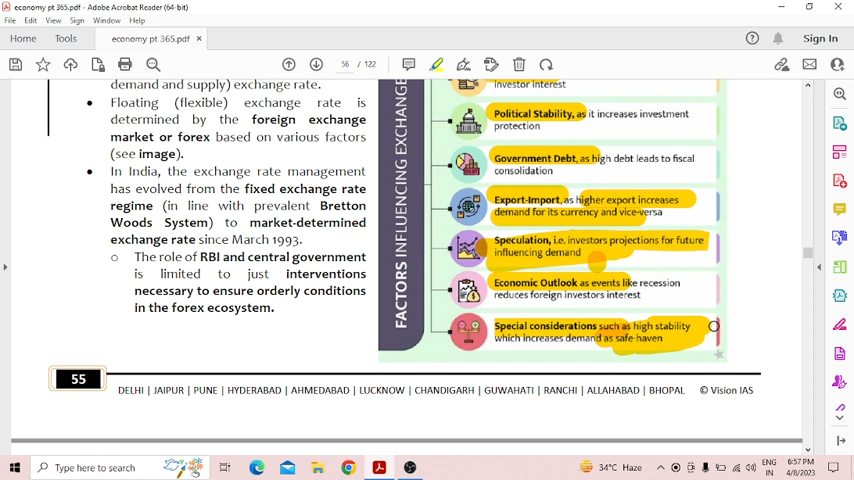 economy pt 365.pdf - Adobe Acrobat Reader (64-bit)
File Edit View Sign Window Help
Home Tools economy pt 365.pdf × Sign In
56 / 122
demand and supply) exchange rate.
• Floating (flexible) exchange rate is
determined by the foreign exchange
market or forex based on various factors
(see image).
• In India, the exchange rate management
has evolved from the fixed exchange rate
regime (in line with prevalent Bretton
Woods System) to market-determined
exchange rate since March 1993.
o The role of RBI and central government
is limited to just interventions
necessary to ensure orderly conditions
in the forex ecosystem.
FACTORS INFLUENCING EXCHANGE
investor interest
Political Stability, as it increases investment
protection
Government Debt, as high debt leads to fiscal
consolidation
Export-Import, as higher export increases
demand for its currency and vice-versa
Speculation, i.e. investors projections for future
influencing demand
Economic Outlook as events like recession
reduces foreign investors interest
Special considerations such as high stability
which increases demand as safe-haven
55
DELHI | JAIPUR | PUNE | HYDERABAD | AHMEDABAD | LUCKNOW | CHANDIGARH | GUWAHATI | RANCHI | ALLAHABAD | BHOPAL © Vision IAS
Type here to search
34°C Haze
ENG
IN
6:57 PM
4/8/2023